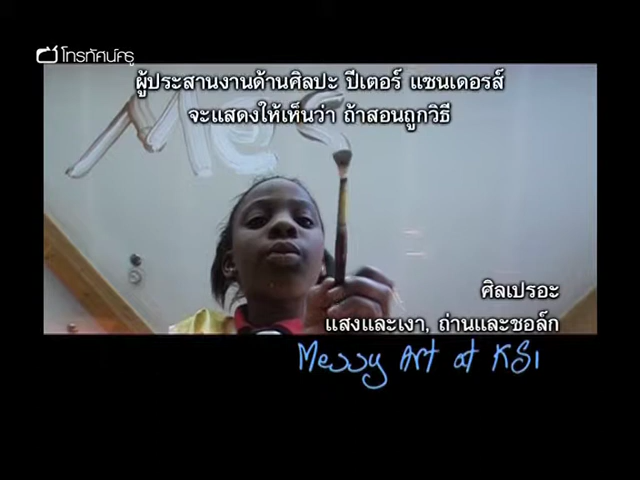 โทรทัศน์ครู
ผู้ประสานงานด้านศิลปะ ปีเตอร์ แซนเดอรส์
จะแสดงให้เห็นว่า ถ้าสอนถูกวิธี
Mes
ศิลเปรอะ
แสงและเงา, ถ่านและชอล์ก
Messy Art at KS1